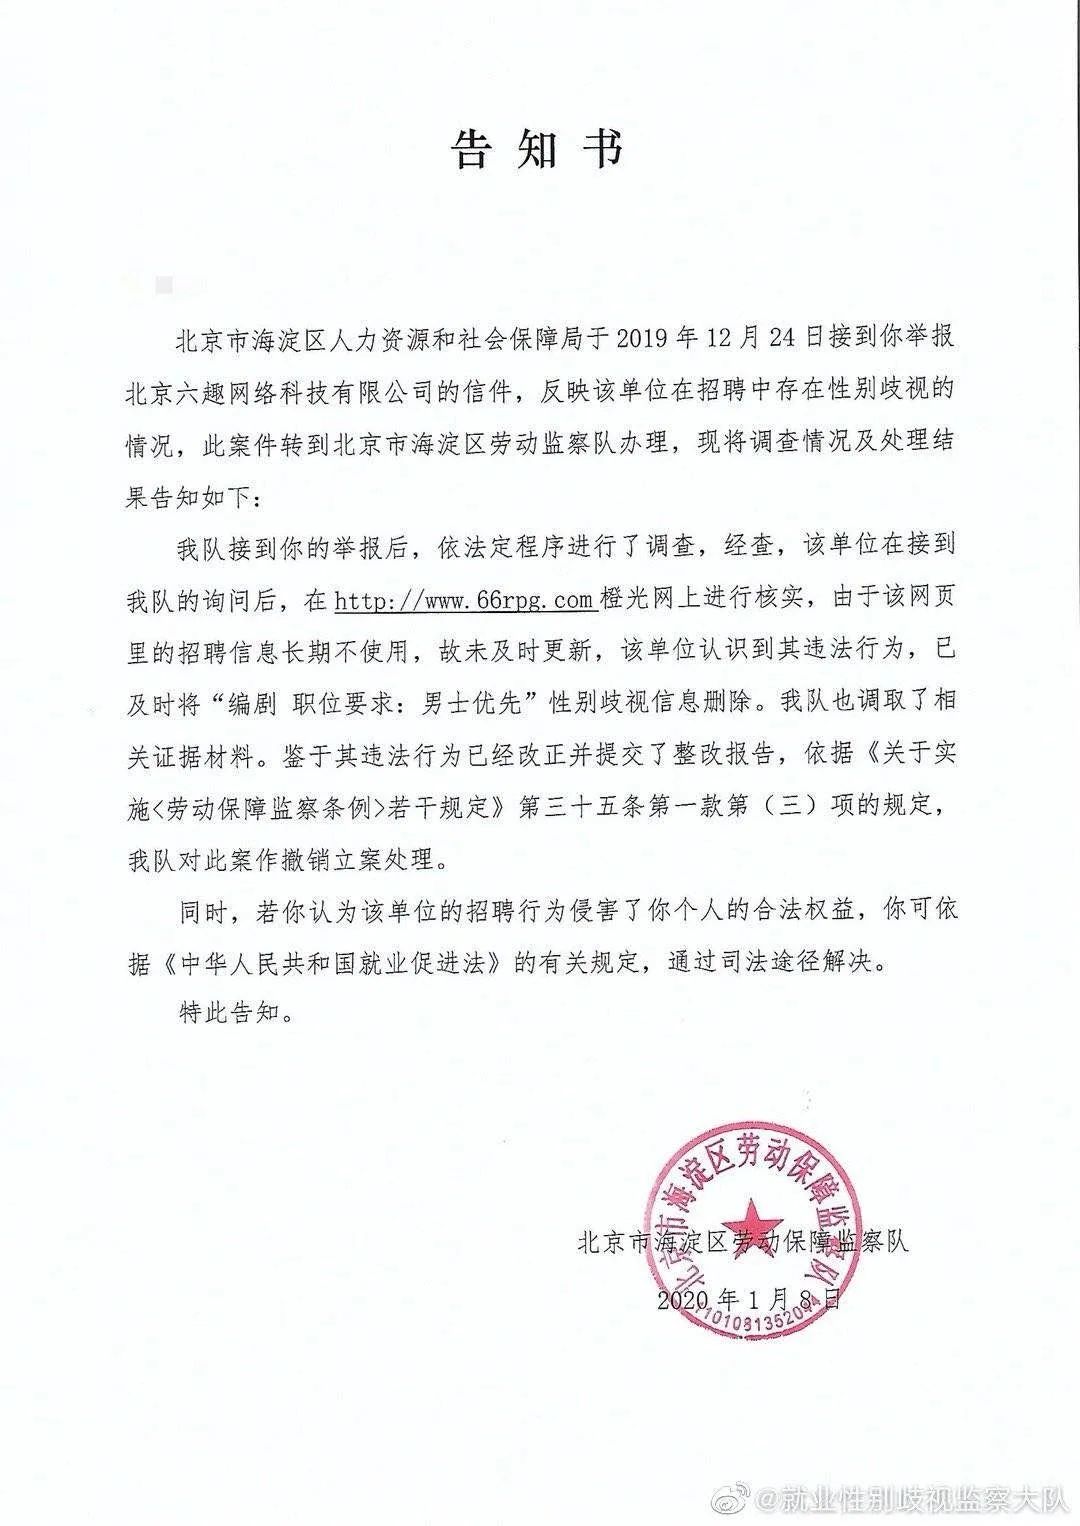 告知书
北京市海淀区人力资源和社会保障局于 2019 年 12 月 24 日接到你举报
北京六趣网络科技有限公司的信件，反映该单位在招聘中存在性别歧视的
情况，此案件转到北京市海淀区劳动监察队办理，现将调查情况及处理结
果告知如下：
我队接到你的举报后，依法定程序进行了调查，经查，该单位在接到
我队的询问后，在 http://www.66rpg.com 橙光网上进行核实，由于该网页
里的招聘信息长期不使用，故未及时更新，该单位认识到其违法行为，已
及时将“编剧 职位要求：男士优先”性别歧视信息删除。我队也调取了相
关证据材料。鉴于其违法行为已经改正并提交了整改报告，依据《关于实
施<劳动保障监察条例>若干规定》第三十五条第一款第（三）项的规定，
我队对此案作撤销立案处理。
同时，若你认为该单位的招聘行为侵害了你个人的合法权益，你可依
据《中华人民共和国就业促进法》的有关规定，通过司法途径解决。
特此告知。
北京市海淀区劳动保障监察队
北京市海淀区劳动保障监察队
2020 年 1 月 8 日
1101081352044
@就业性别歧视监察大队